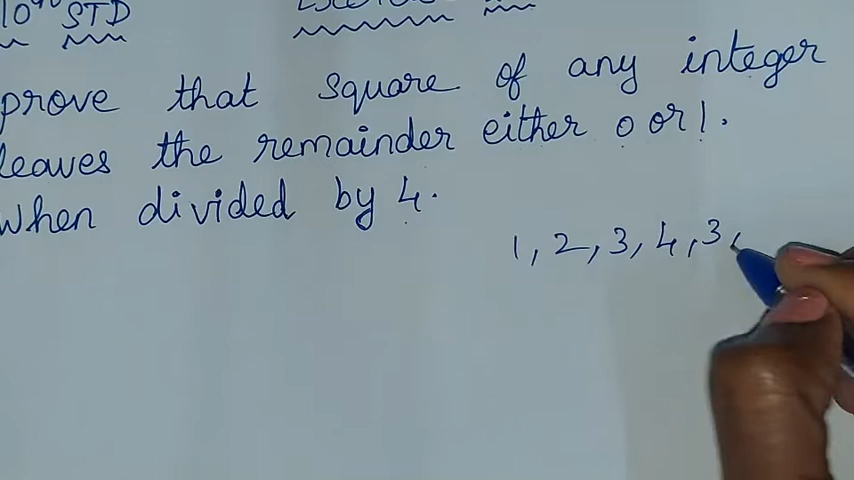 10th STD
prove that square of any integer
leaves the remainder either 0 or 1.
when divided by 4.
1, 2, 3, 4, 3,